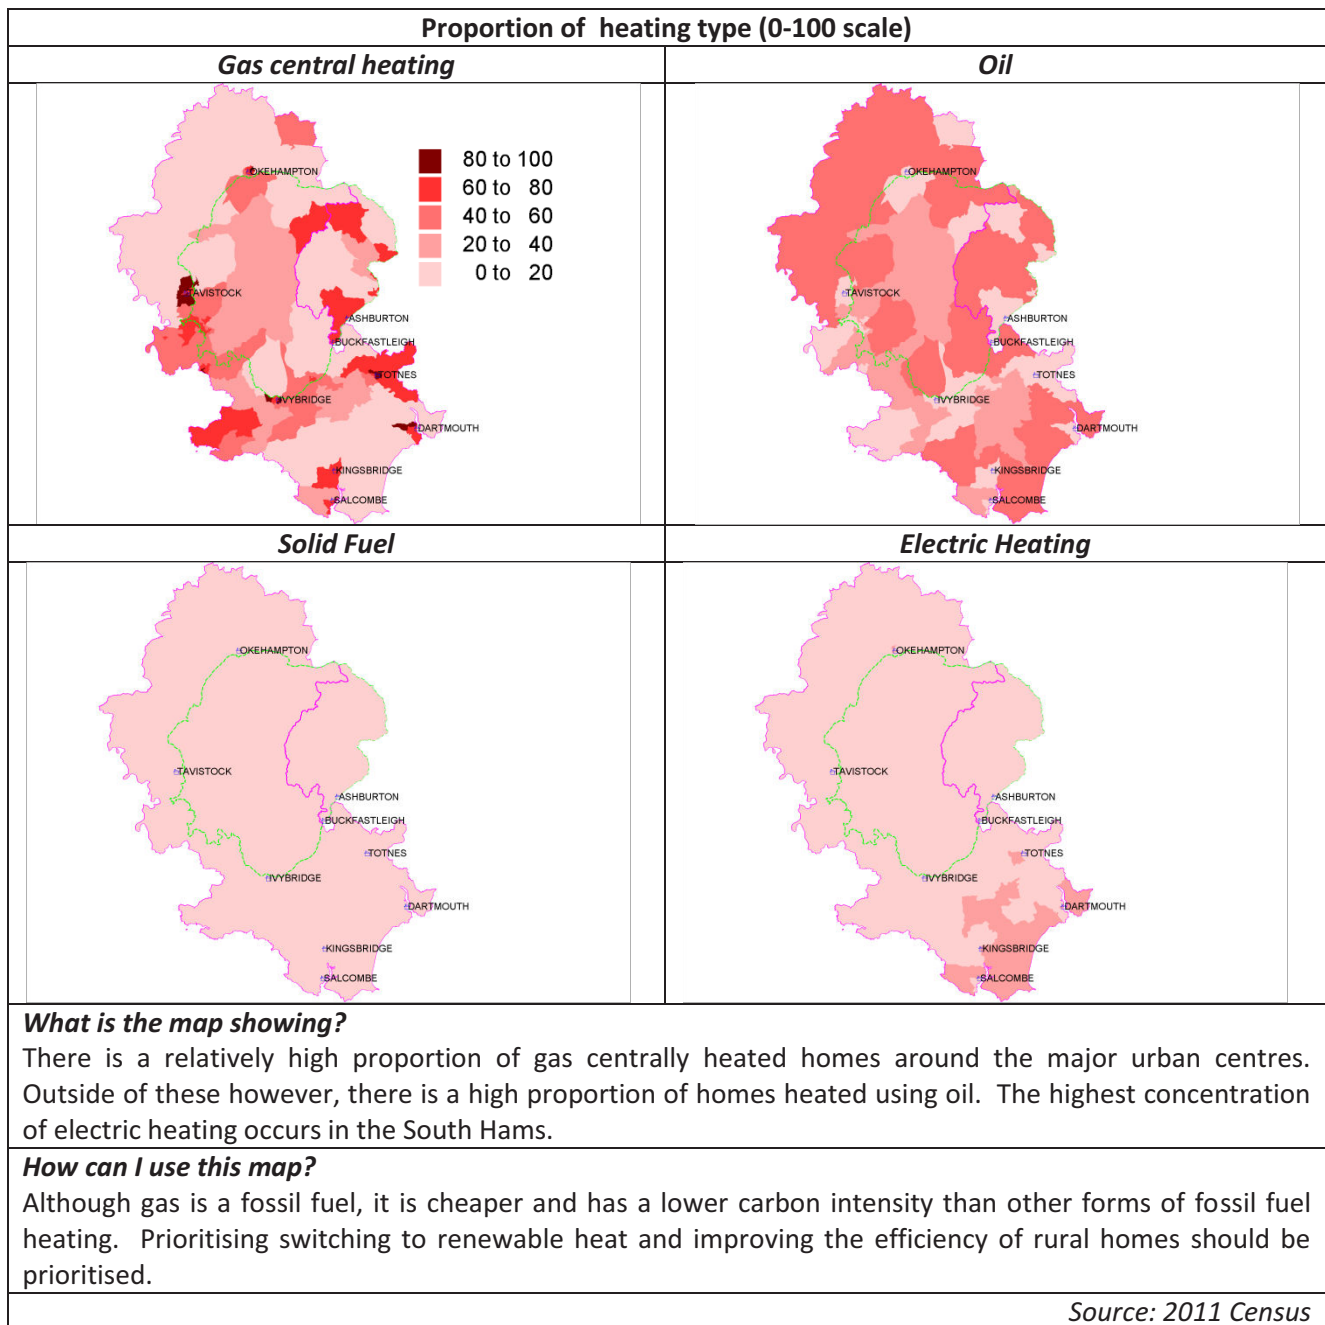 Proportion of heating type (0-100 scale)
Gas central heating
Oil
OKEHAMPTON
TAVISTOCK
ASHBURTON
BUCKFASTLEIGH
TOTNES
IVYBRIDGE
DARTMOUTH
KINGSBRIDGE
SALCOMBE
80 to 100
60 to 80
40 to 60
20 to 40
0 to 20
OKEHAMPTON
TAVISTOCK
ASHBURTON
BUCKFASTLEIGH
TOTNES
IVYBRIDGE
DARTMOUTH
KINGSBRIDGE
SALCOMBE
Solid Fuel
Electric Heating
OKEHAMPTON
TAVISTOCK
ASHBURTON
BUCKFASTLEIGH
TOTNES
IVYBRIDGE
DARTMOUTH
KINGSBRIDGE
SALCOMBE
OKEHAMPTON
TAVISTOCK
ASHBURTON
BUCKFASTLEIGH
TOTNES
IVYBRIDGE
DARTMOUTH
KINGSBRIDGE
SALCOMBE
What is the map showing?
There is a relatively high proportion of gas centrally heated homes around the major urban centres.
Outside of these however, there is a high proportion of homes heated using oil. The highest concentration
of electric heating occurs in the South Hams.
How can I use this map?
Although gas is a fossil fuel, it is cheaper and has a lower carbon intensity than other forms of fossil fuel
heating. Prioritising switching to renewable heat and improving the efficiency of rural homes should be
prioritised.
Source: 2011 Census